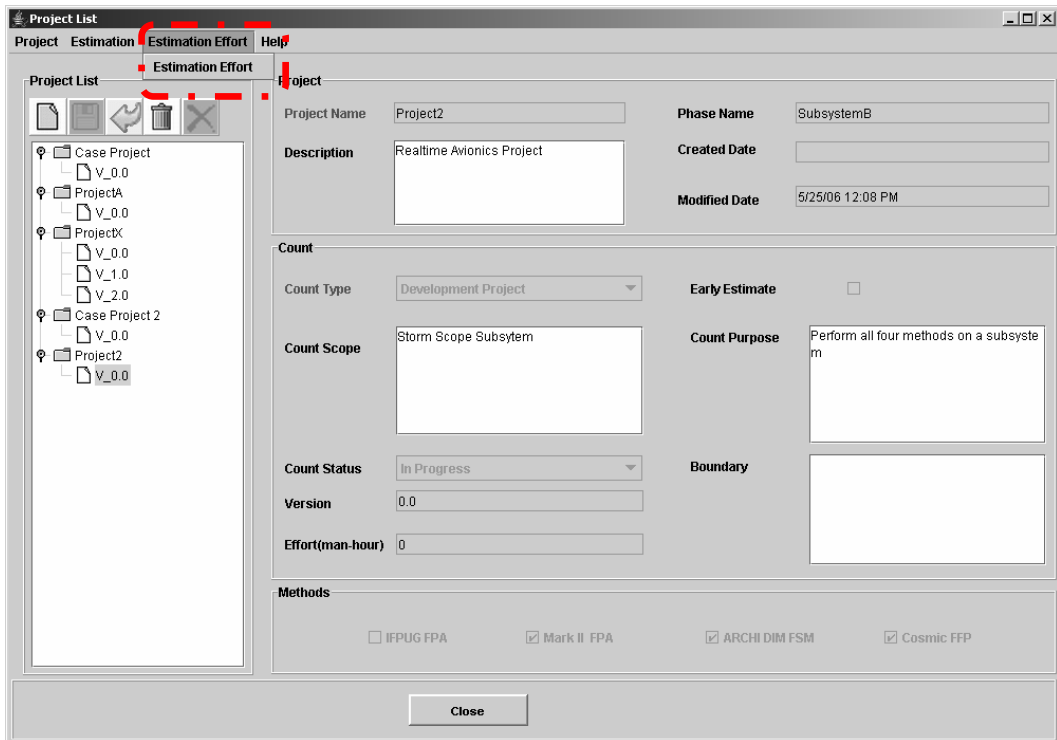 Project List
Project Estimation Estimation Effort Help
Estimation Effort
Project List
Case Project
V_0.0
ProjectA
V_0.0
ProjectX
V_0.0
V_1.0
V_2.0
Case Project 2
V_0.0
Project2
V_0.0
Project
Project Name Project2 Phase Name SubsystemB
Description Realtime Avionics Project Created Date
Modified Date 5/25/06 12:08 PM
Count
Count Type Development Project Early Estimate
Count Scope Storm Scope Subsytem Count Purpose Perform all four methods on a subsyste
m
Count Status In Progress Boundary
Version 0.0
Effort(man-hour) 0
Methods
IFPUG FPA Mark II FPA ARCHI DIM FSM Cosmic FFP
Close